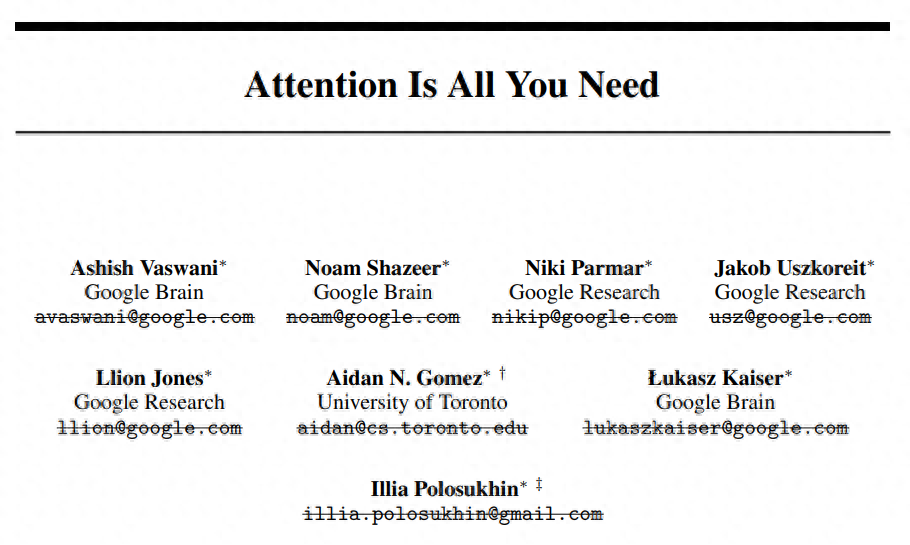 Attention Is All You Need
Ashish Vaswani* Noam Shazeer* Niki Parmar* Jakob Uszkoreit*
Google Brain Google Brain Google Research Google Research
avaswani@google.com noam@google.com nikip@google.com usz@google.com
Llion Jones* Aidan N. Gomez* † Łukasz Kaiser*
Google Research University of Toronto Google Brain
llion@google.com aidan@cs.toronto.edu lukaszkaiser@google.com
Illia Polosukhin* ‡
illia.polosukhin@gmail.com